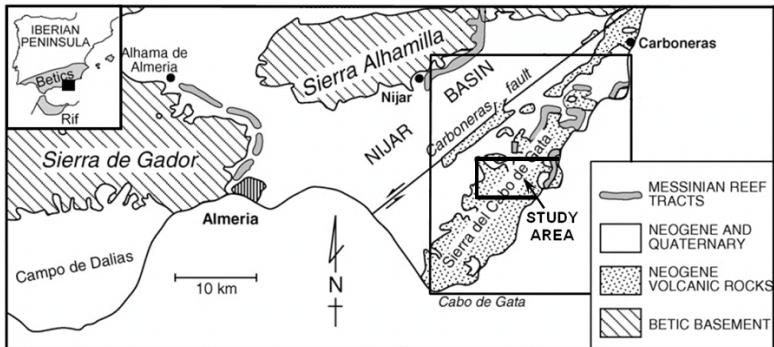 IBERIAN
PENINSULA
Betics
Rif
Alhama de
Almeria
Sierra Alhamilla
Nijar
Carboneras
NIJAR BASIN
Carboneras fault
Sierra de Gador
Almeria
Campo de Dalias
10 km
N
Sierra del Cabo de Gata
STUDY
AREA
Cabo de Gata
MESSINIAN REEF
TRACTS
NEOGENE AND
QUATERNARY
NEOGENE
VOLCANIC ROCKS
BETIC BASEMENT